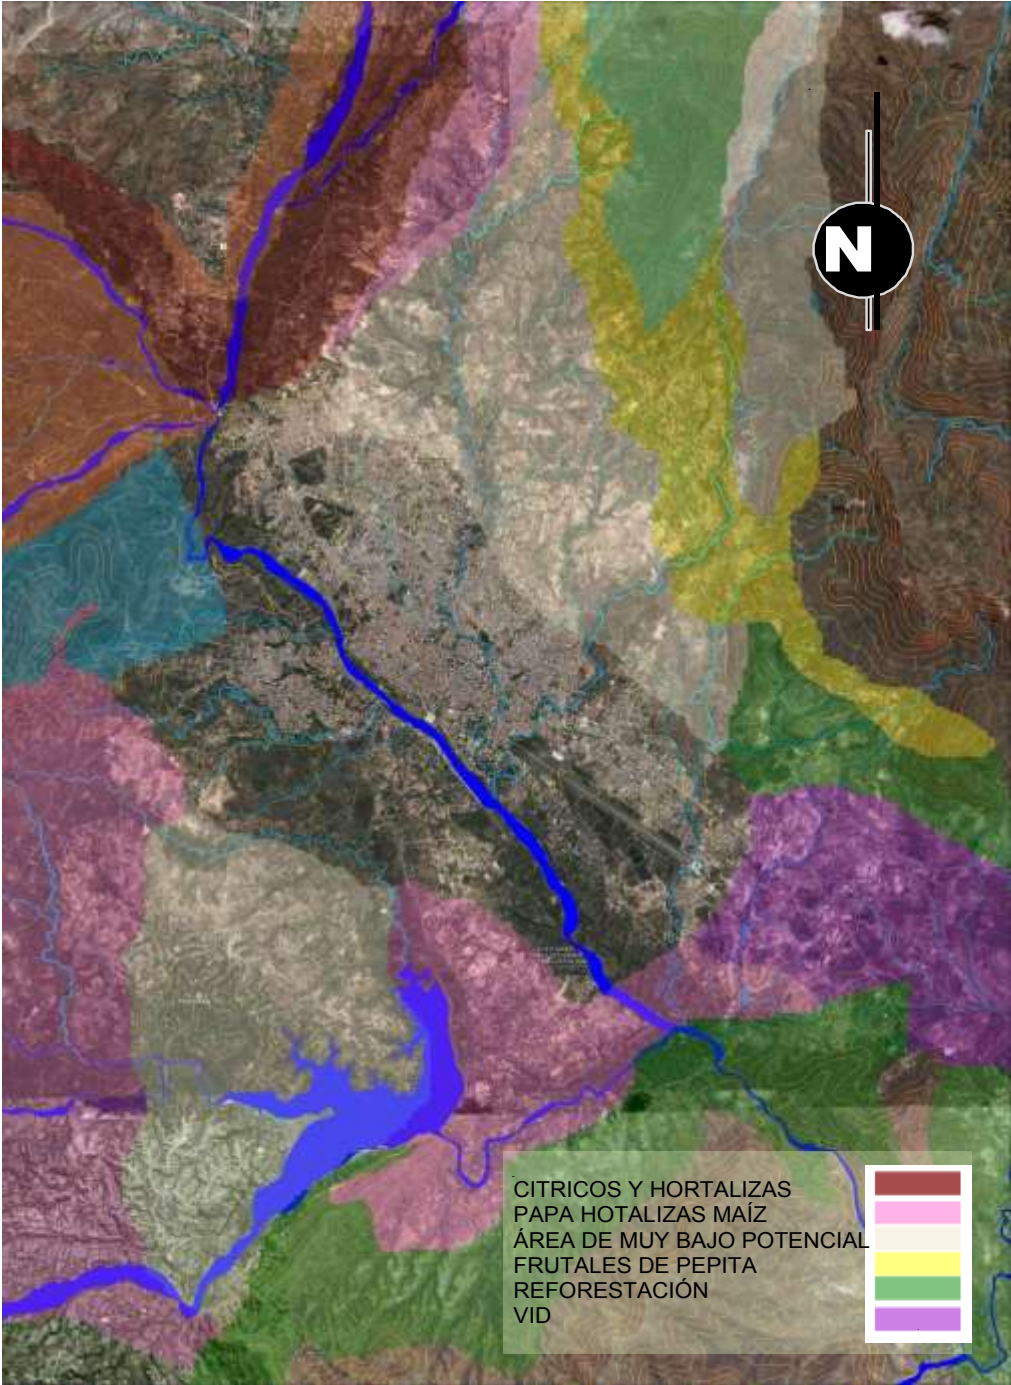 N
CITRICOS Y HORTALIZAS
PAPA HOTALIZAS MAÍZ
ÁREA DE MUY BAJO POTENCIAL
FRUTALES DE PEPITA
REFORESTACIÓN
VID